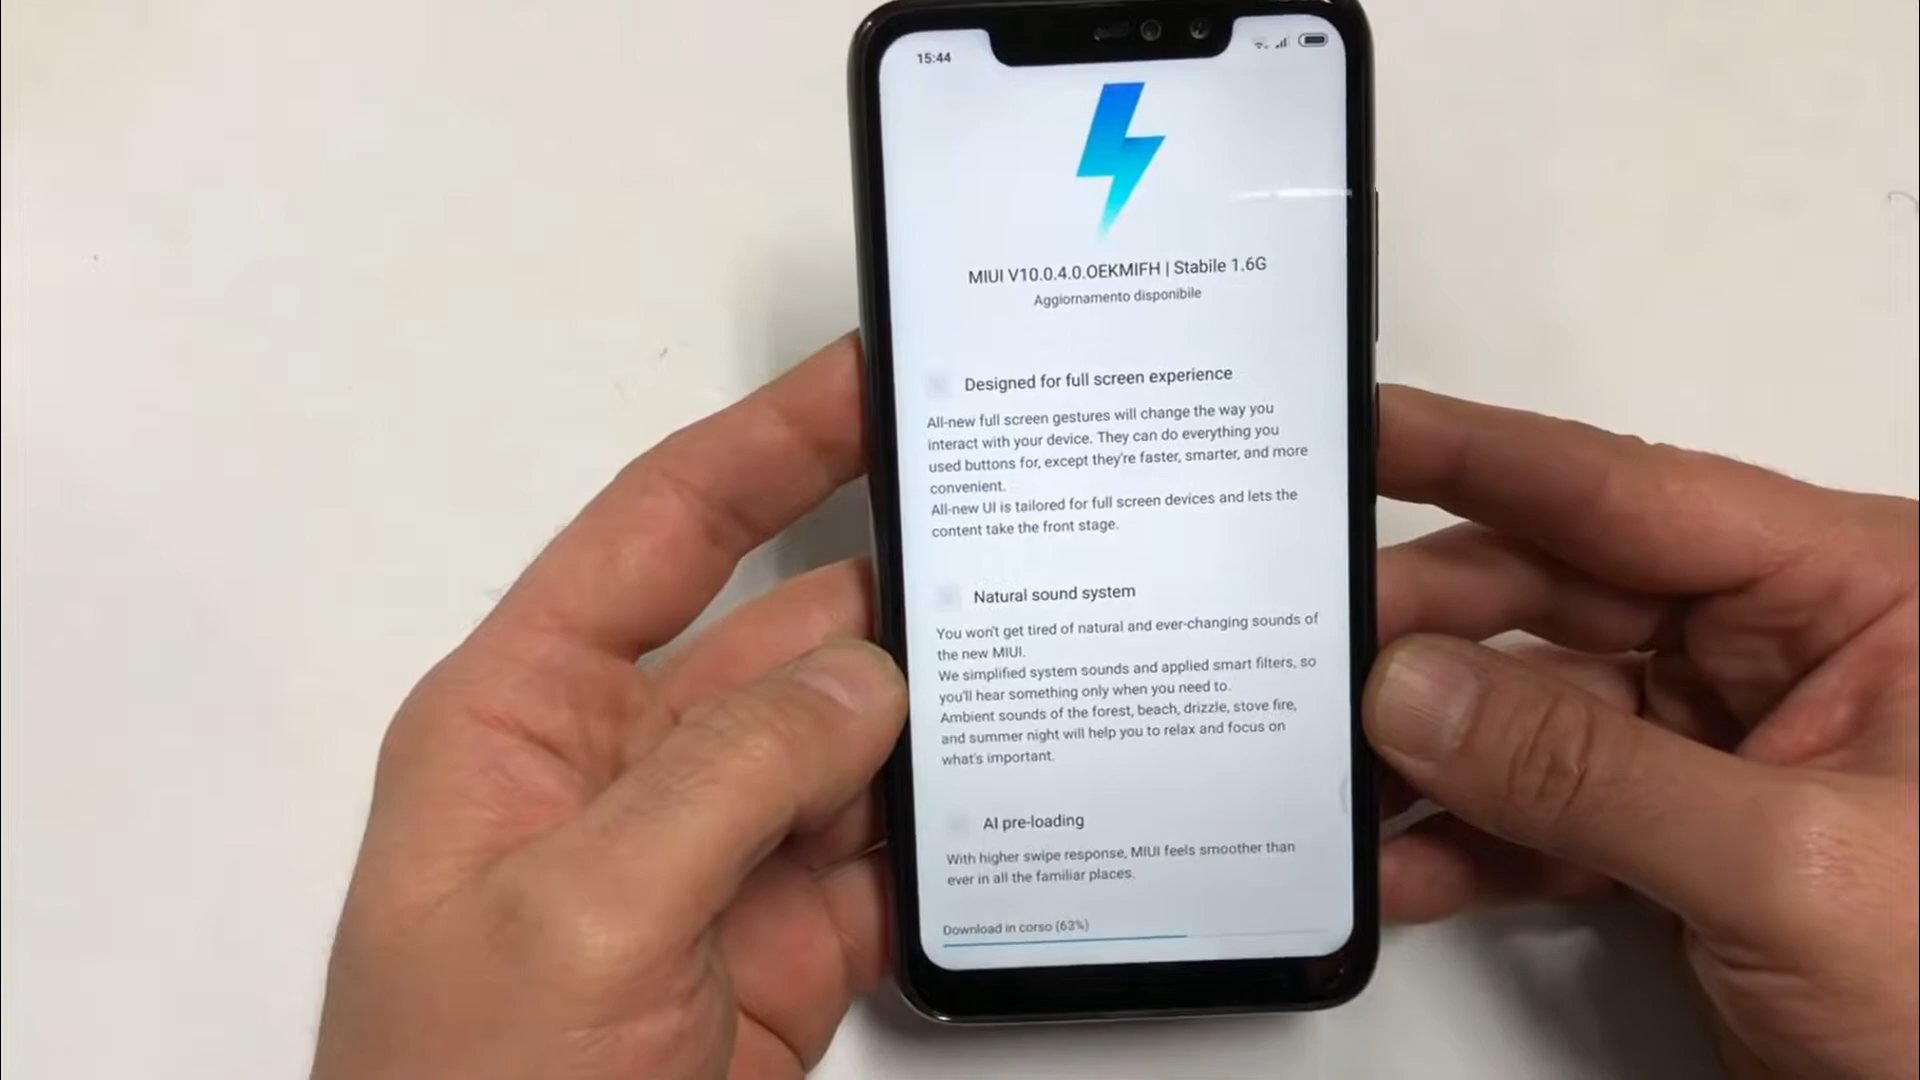 15:44
MIUI V10.0.4.0.OEKMIFH | Stabile 1.6G
Aggiornamento disponibile
Designed for full screen experience
All-new full screen gestures will change the way you
interact with your device. They can do everything you
used buttons for, except they're faster, smarter, and more
convenient.
All-new UI is tailored for full screen devices and lets the
content take the front stage.
Natural sound system
You won't get tired of natural and ever-changing sounds of
the new MIUI.
We simplified system sounds and applied smart filters, so
you'll hear something only when you need to.
Ambient sounds of the forest, beach, drizzle, stove fire,
and summer night will help you to relax and focus on
what's important.
AI pre-loading
With higher swipe response, MIUI feels smoother than
ever in all the familiar places.
Download in corso (63%)